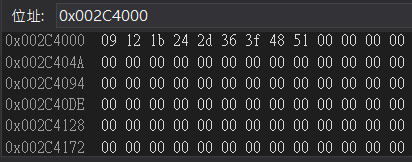 位址: 0x002C4000
0x002C4000 09 12 1b 24 2d 36 3f 48 51 00 00 00 00
0x002C404A 00 00 00 00 00 00 00 00 00 00 00 00 00
0x002C4094 00 00 00 00 00 00 00 00 00 00 00 00 00
0x002C40DE 00 00 00 00 00 00 00 00 00 00 00 00 00
0x002C4128 00 00 00 00 00 00 00 00 00 00 00 00 00
0x002C4172 00 00 00 00 00 00 00 00 00 00 00 00 00